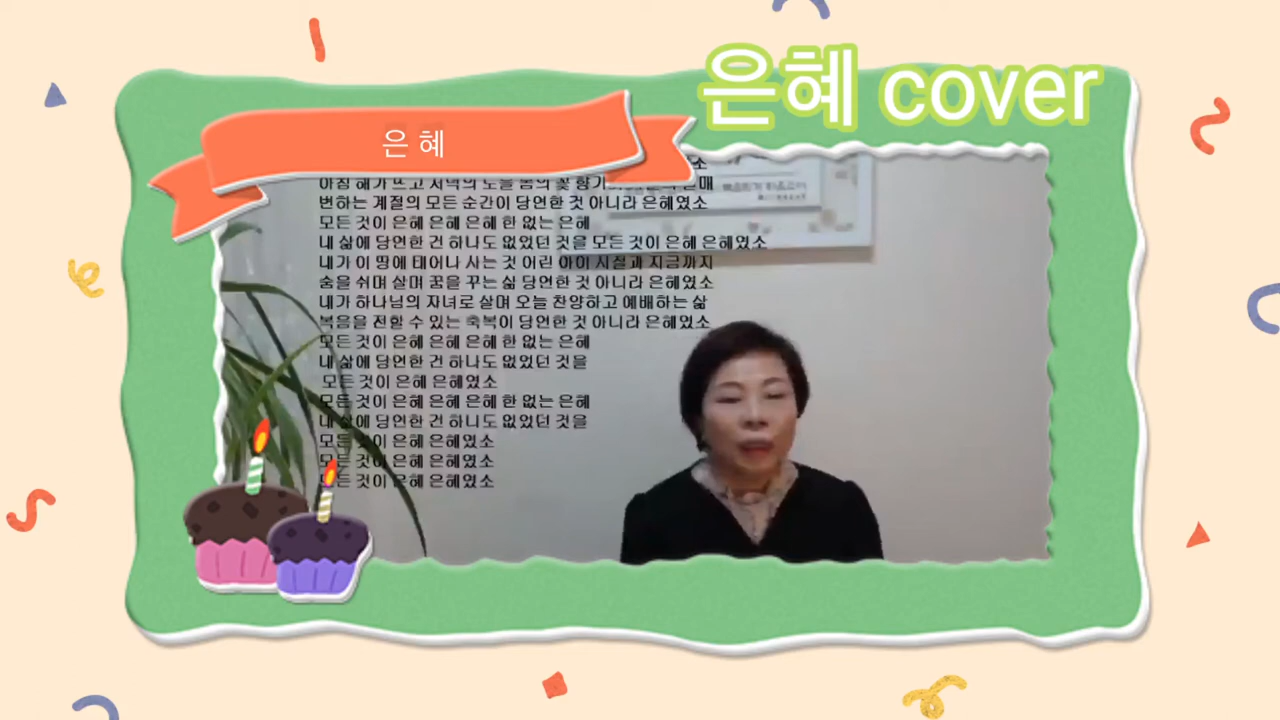 은혜 cover
은 혜
아침 해가 뜨고 저녁의 노을 봄의 꽃 향기
변하는 계절의 모든 순간이 당연한 것 아니라 은혜였소
모든 것이 은혜 은혜 은혜 한 없는 은혜
내 삶에 당연한 건 하나도 없었던 것을 모든 것이 은혜 은혜였소
내가 이 땅에 태어나 사는 것 어린 아이 시절과 지금까지
숨을 쉬며 살며 꿈을 꾸는 삶 당연한 것 아니라 은혜였소
내가 하나님의 자녀로 살며 오늘 찬양하고 예배하는 삶
복음을 전할 수 있는 축복이 당연한 것 아니라 은혜였소
모든 것이 은혜 은혜 은혜 한 없는 은혜
내 삶에 당연한 건 하나도 없었던 것을
모든 것이 은혜 은혜였소
모든 것이 은혜 은혜 은혜 한 없는 은혜
내 삶에 당연한 건 하니도 없었던 것을
모든 것이 은혜 은혜였소
모든 것이 은혜 은혜였소
모든 것이 은혜 은혜였소